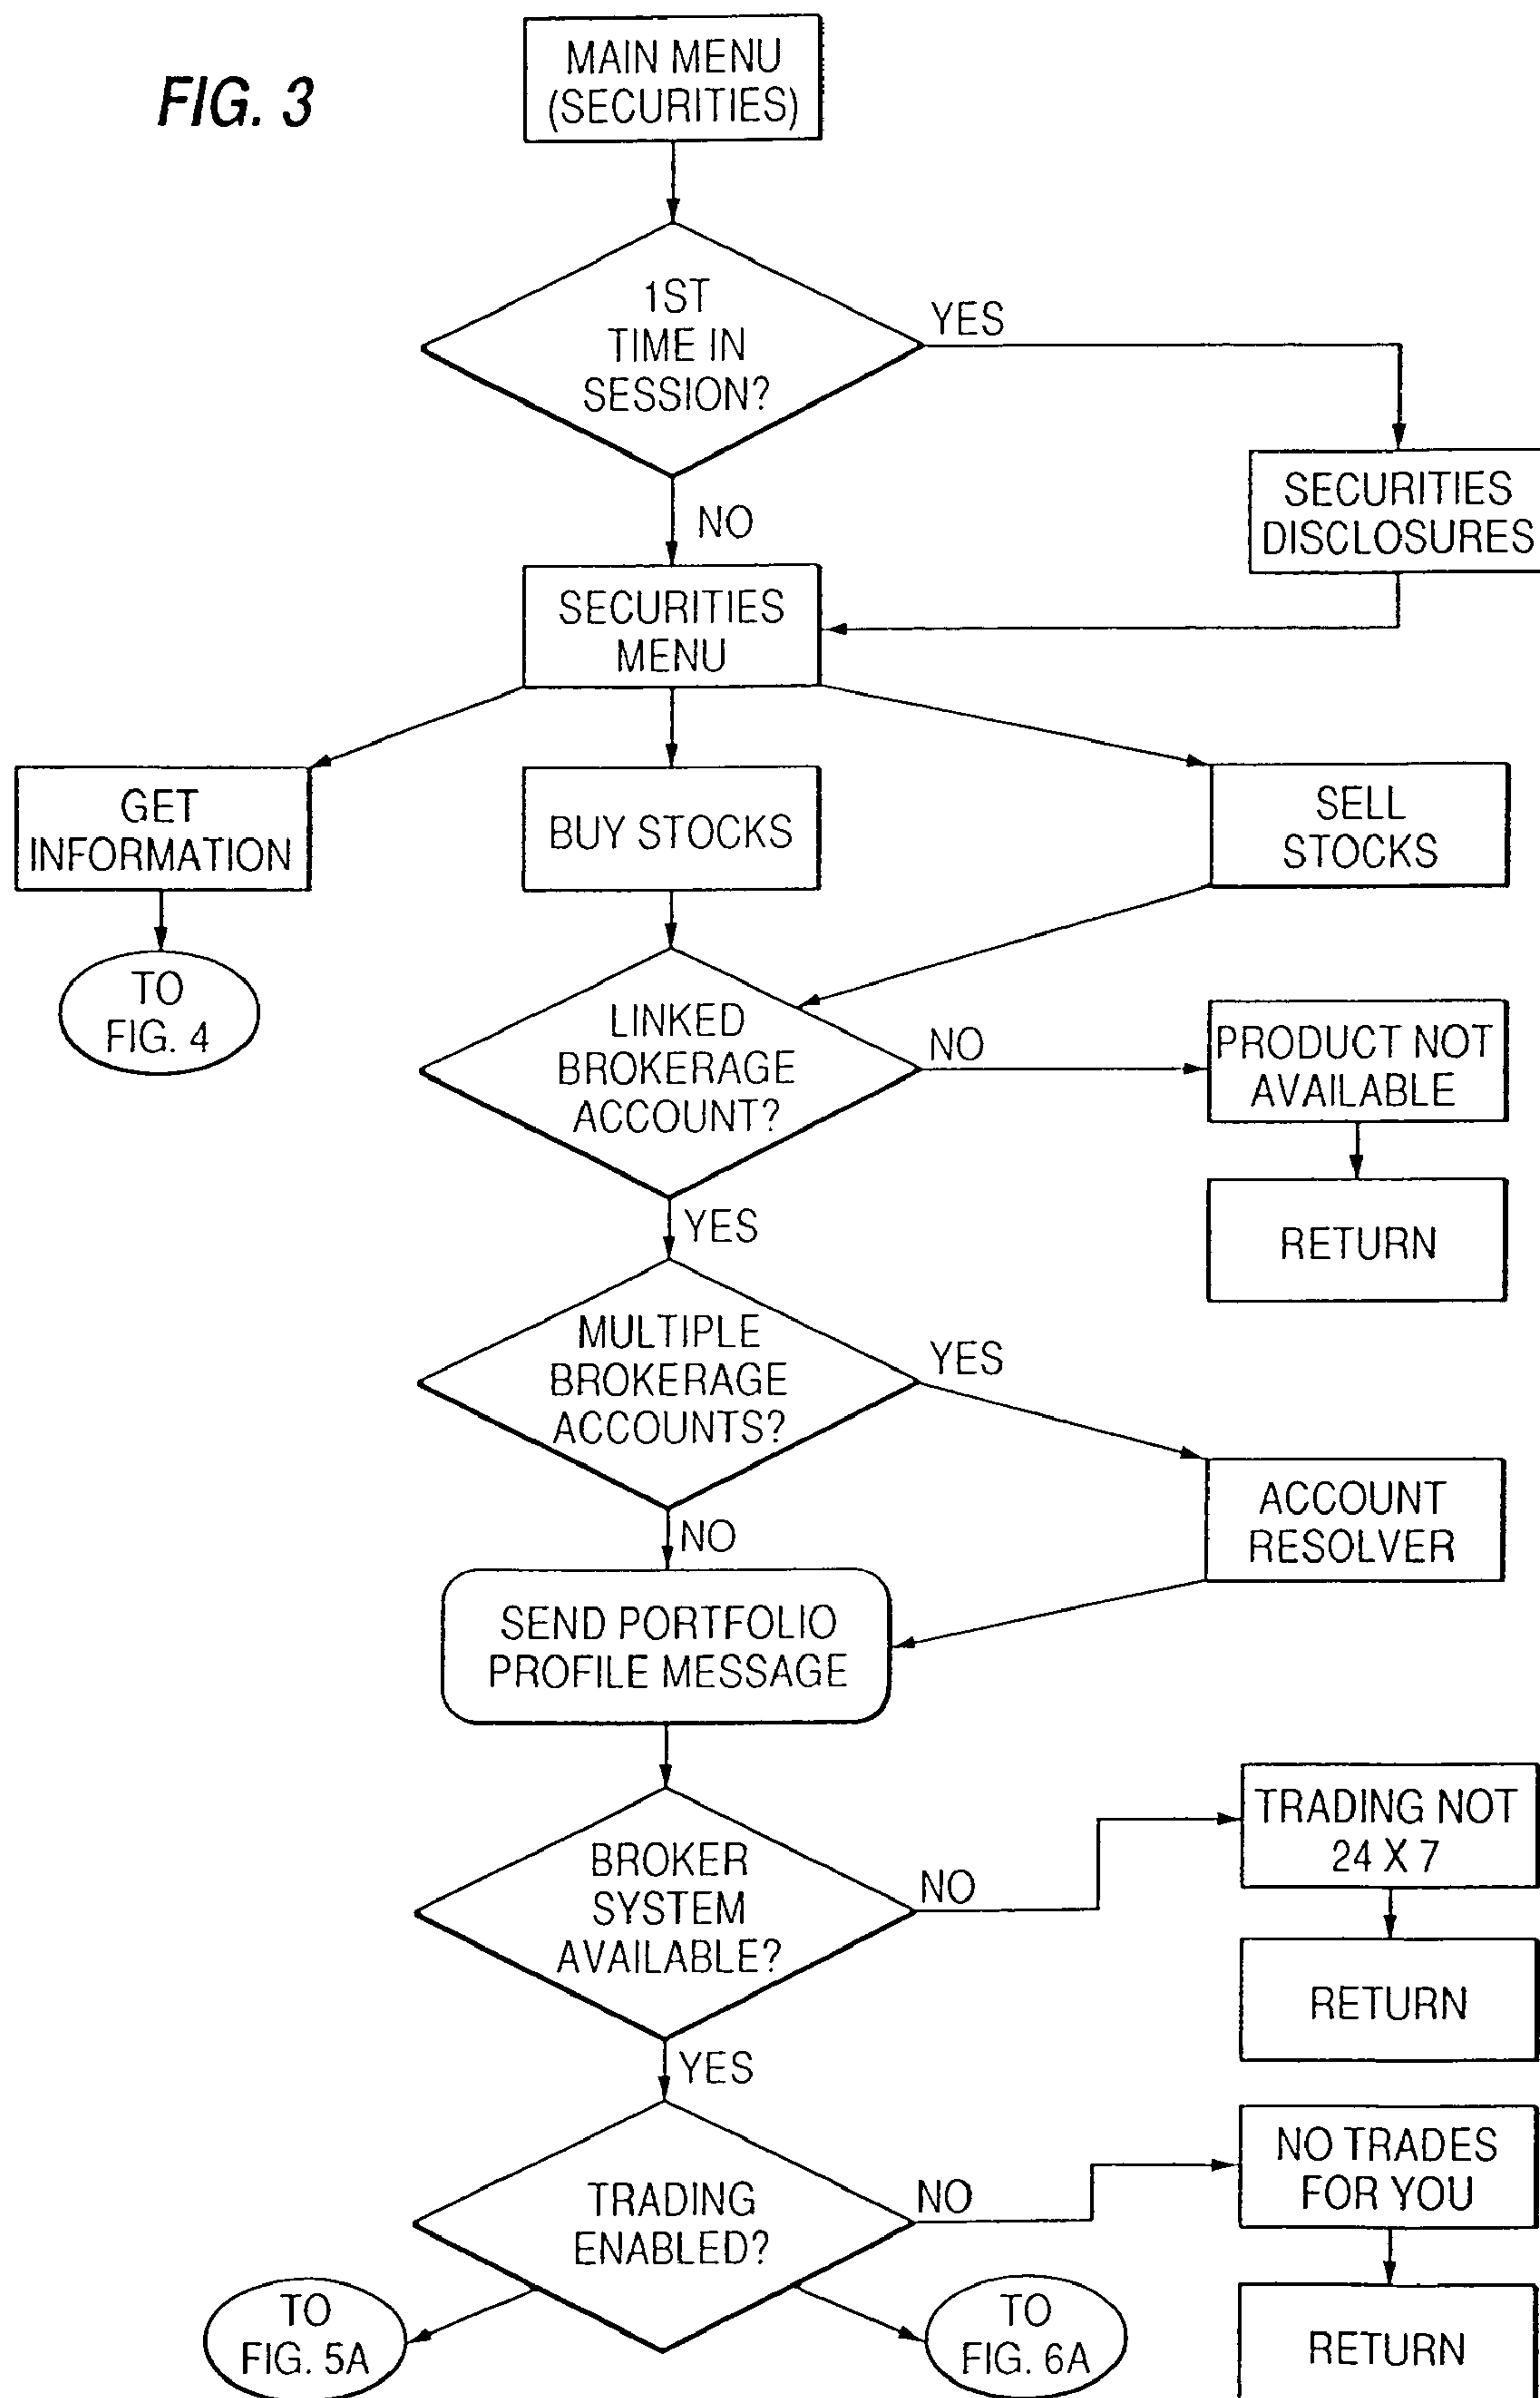 FIG. 3
MAIN MENU
(SECURITIES)
1ST
TIME IN
SESSION?
YES
NO
SECURITIES
DISCLOSURES
SECURITIES
MENU
GET
INFORMATION
BUY STOCKS
SELL
STOCKS
TO
FIG. 4
LINKED
BROKERAGE
ACCOUNT?
NO
PRODUCT NOT
AVAILABLE
RETURN
YES
MULTIPLE
BROKERAGE
ACCOUNTS?
YES
ACCOUNT
RESOLVER
NO
SEND PORTFOLIO
PROFILE MESSAGE
BROKER
SYSTEM
AVAILABLE?
NO
TRADING NOT
24 X 7
RETURN
YES
TRADING
ENABLED?
NO
NO TRADES
FOR YOU
RETURN
TO
FIG. 5A
TO
FIG. 6A